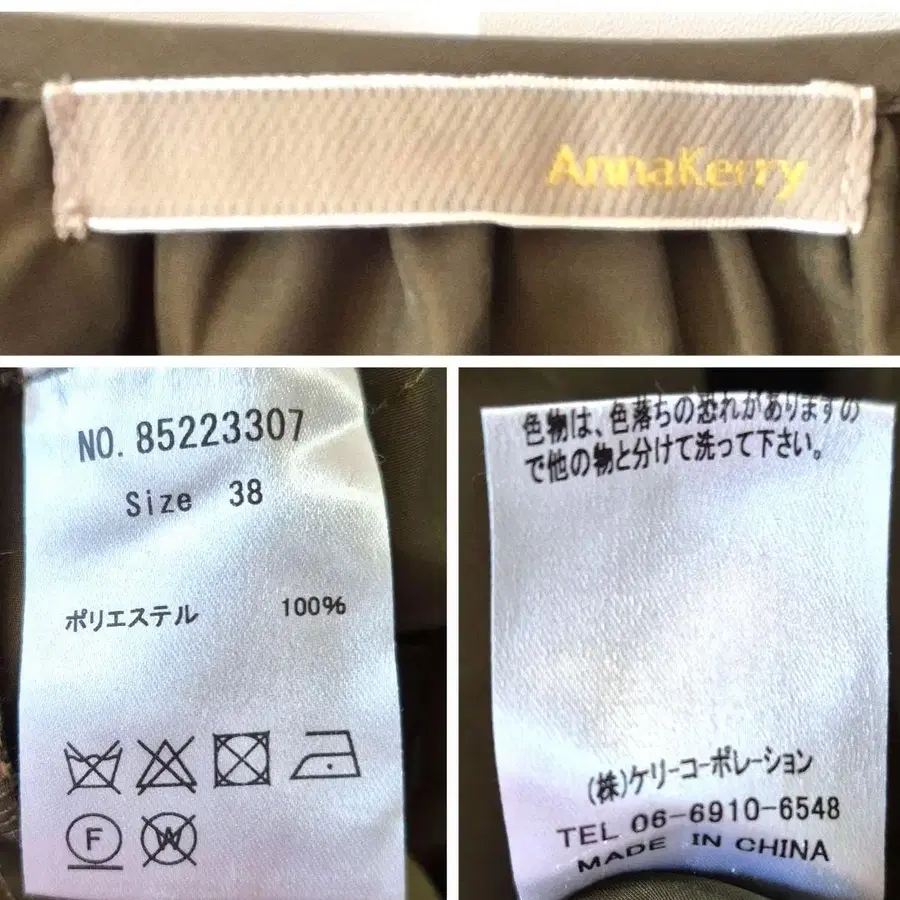 AnnaKerry
NO. 85223307
Size 38
ポリエステル 100%
F
W
色物は、色落ちの恐れがありますの
で他の物と分けて洗って下さい。
(株)ケリーコーポレーション
TEL 06-6910-6548
MADE IN CHINA